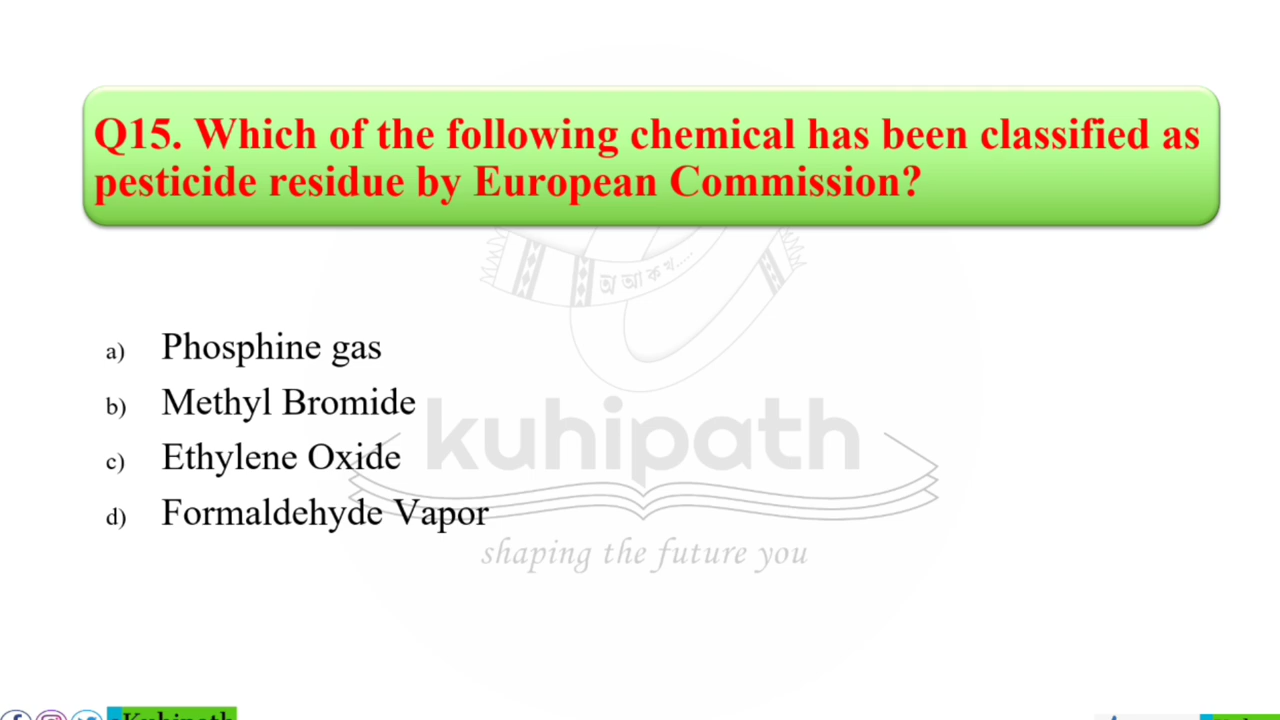 Q15. Which of the following chemical has been classified as
pesticide residue by European Commission?
অ আ ক খ.....
a) Phosphine gas
b) Methyl Bromide
c) Ethylene Oxide
d) Formaldehyde Vapor
kuhipath
shaping the future you